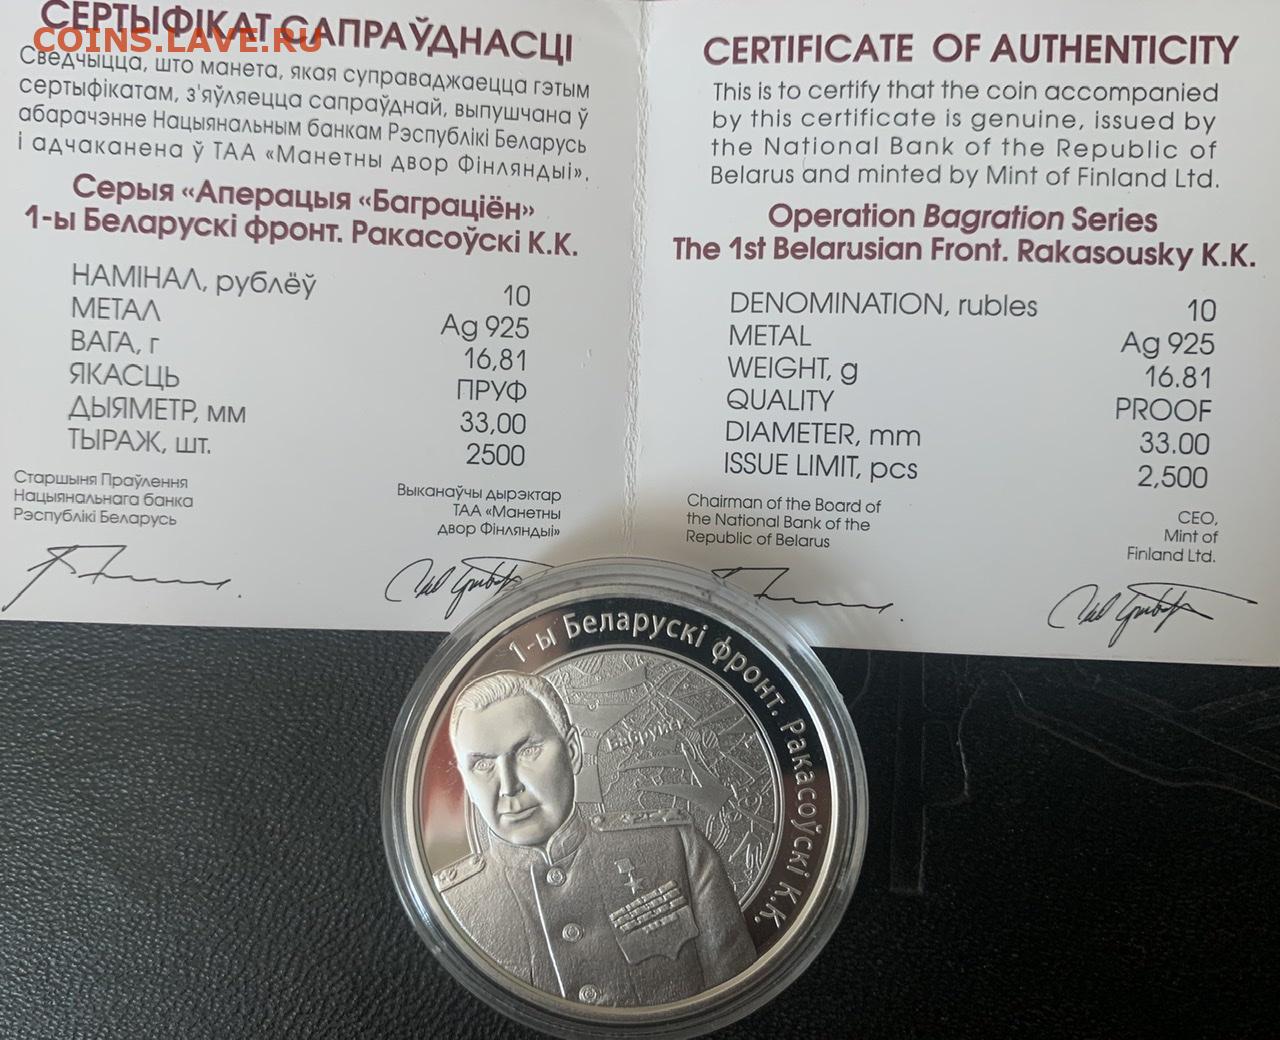 COINS.LAVE.RU
СЕРТЫФІКАТ САПРАЎДНАСЦІ
Сведчыцца, што манета, якая суправаджаецца гэтым
сертыфікатам, з'яўляецца сапраўднай, выпушчана ў
абарачэнне Нацыянальным банкам Рэспублікі Беларусь
і адчаканена ў ТАА «Манетны двор Фінляндыі».
Серыя «Аперацыя «Баграціён»
1-ы Беларускі фронт. Ракасоўскі К.К.
НАМІНАЛ, рублёў 10
МЕТАЛ Ag 925
ВАГА, г 16,81
ЯКАСЦЬ ПРУФ
ДЫЯМЕТР, мм 33,00
ТЫРАЖ, шт. 2500
Старшыня Праўлення
Нацыянальнага банка
Рэспублікі Беларусь
Выканаўчы дырэктар
ТАА «Манетны
двор Фінляндыі»
CERTIFICATE OF AUTHENTICITY
This is to certify that the coin accompanied
by this certificate is genuine, issued by
the National Bank of the Republic of
Belarus and minted by Mint of Finland Ltd.
Operation Bagration Series
The 1st Belarusian Front. Rakasousky K.K.
DENOMINATION, rubles 10
METAL Ag 925
WEIGHT, g 16.81
QUALITY PROOF
DIAMETER, mm 33.00
ISSUE LIMIT, pcs 2,500
Chairman of the Board of
the National Bank of the
Republic of Belarus
CEO,
Mint of
Finland Ltd.
1-ы Беларускі фронт. Ракасоўскі К.К.
Бабруйск